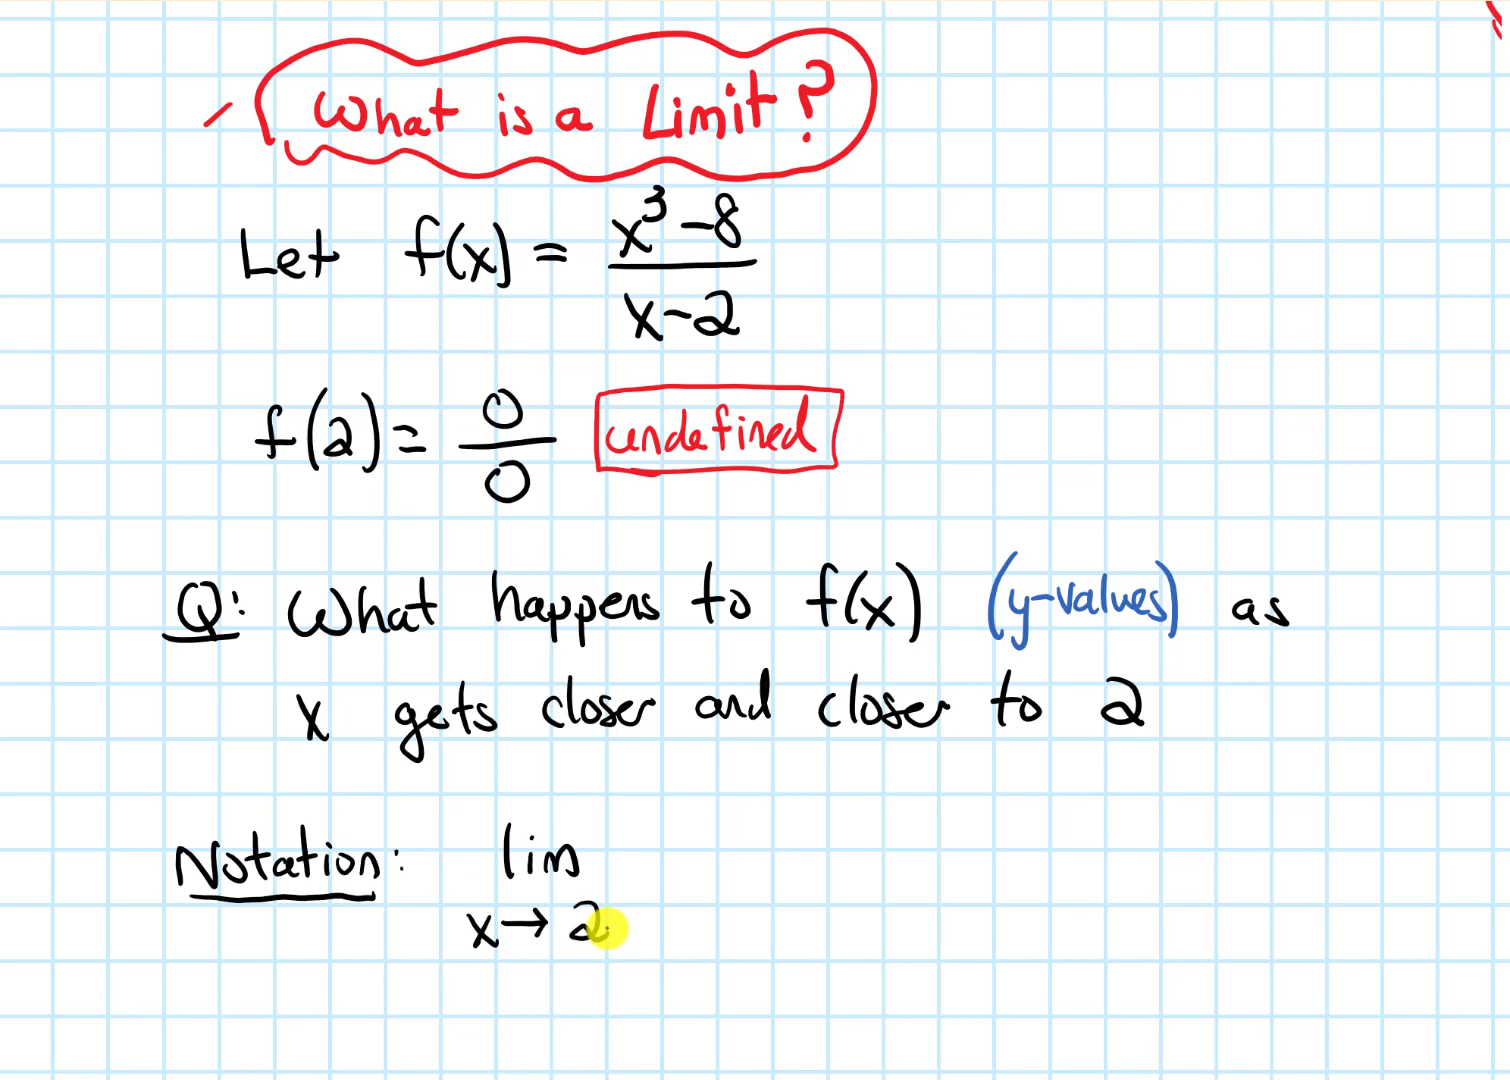 What is a Limit?
Let f(x) = x³-8 / x-2
f(2) = 0/0 undefined
Q: What happens to f(x) (y-values) as
x gets closer and closer to 2
Notation: lim
x→2